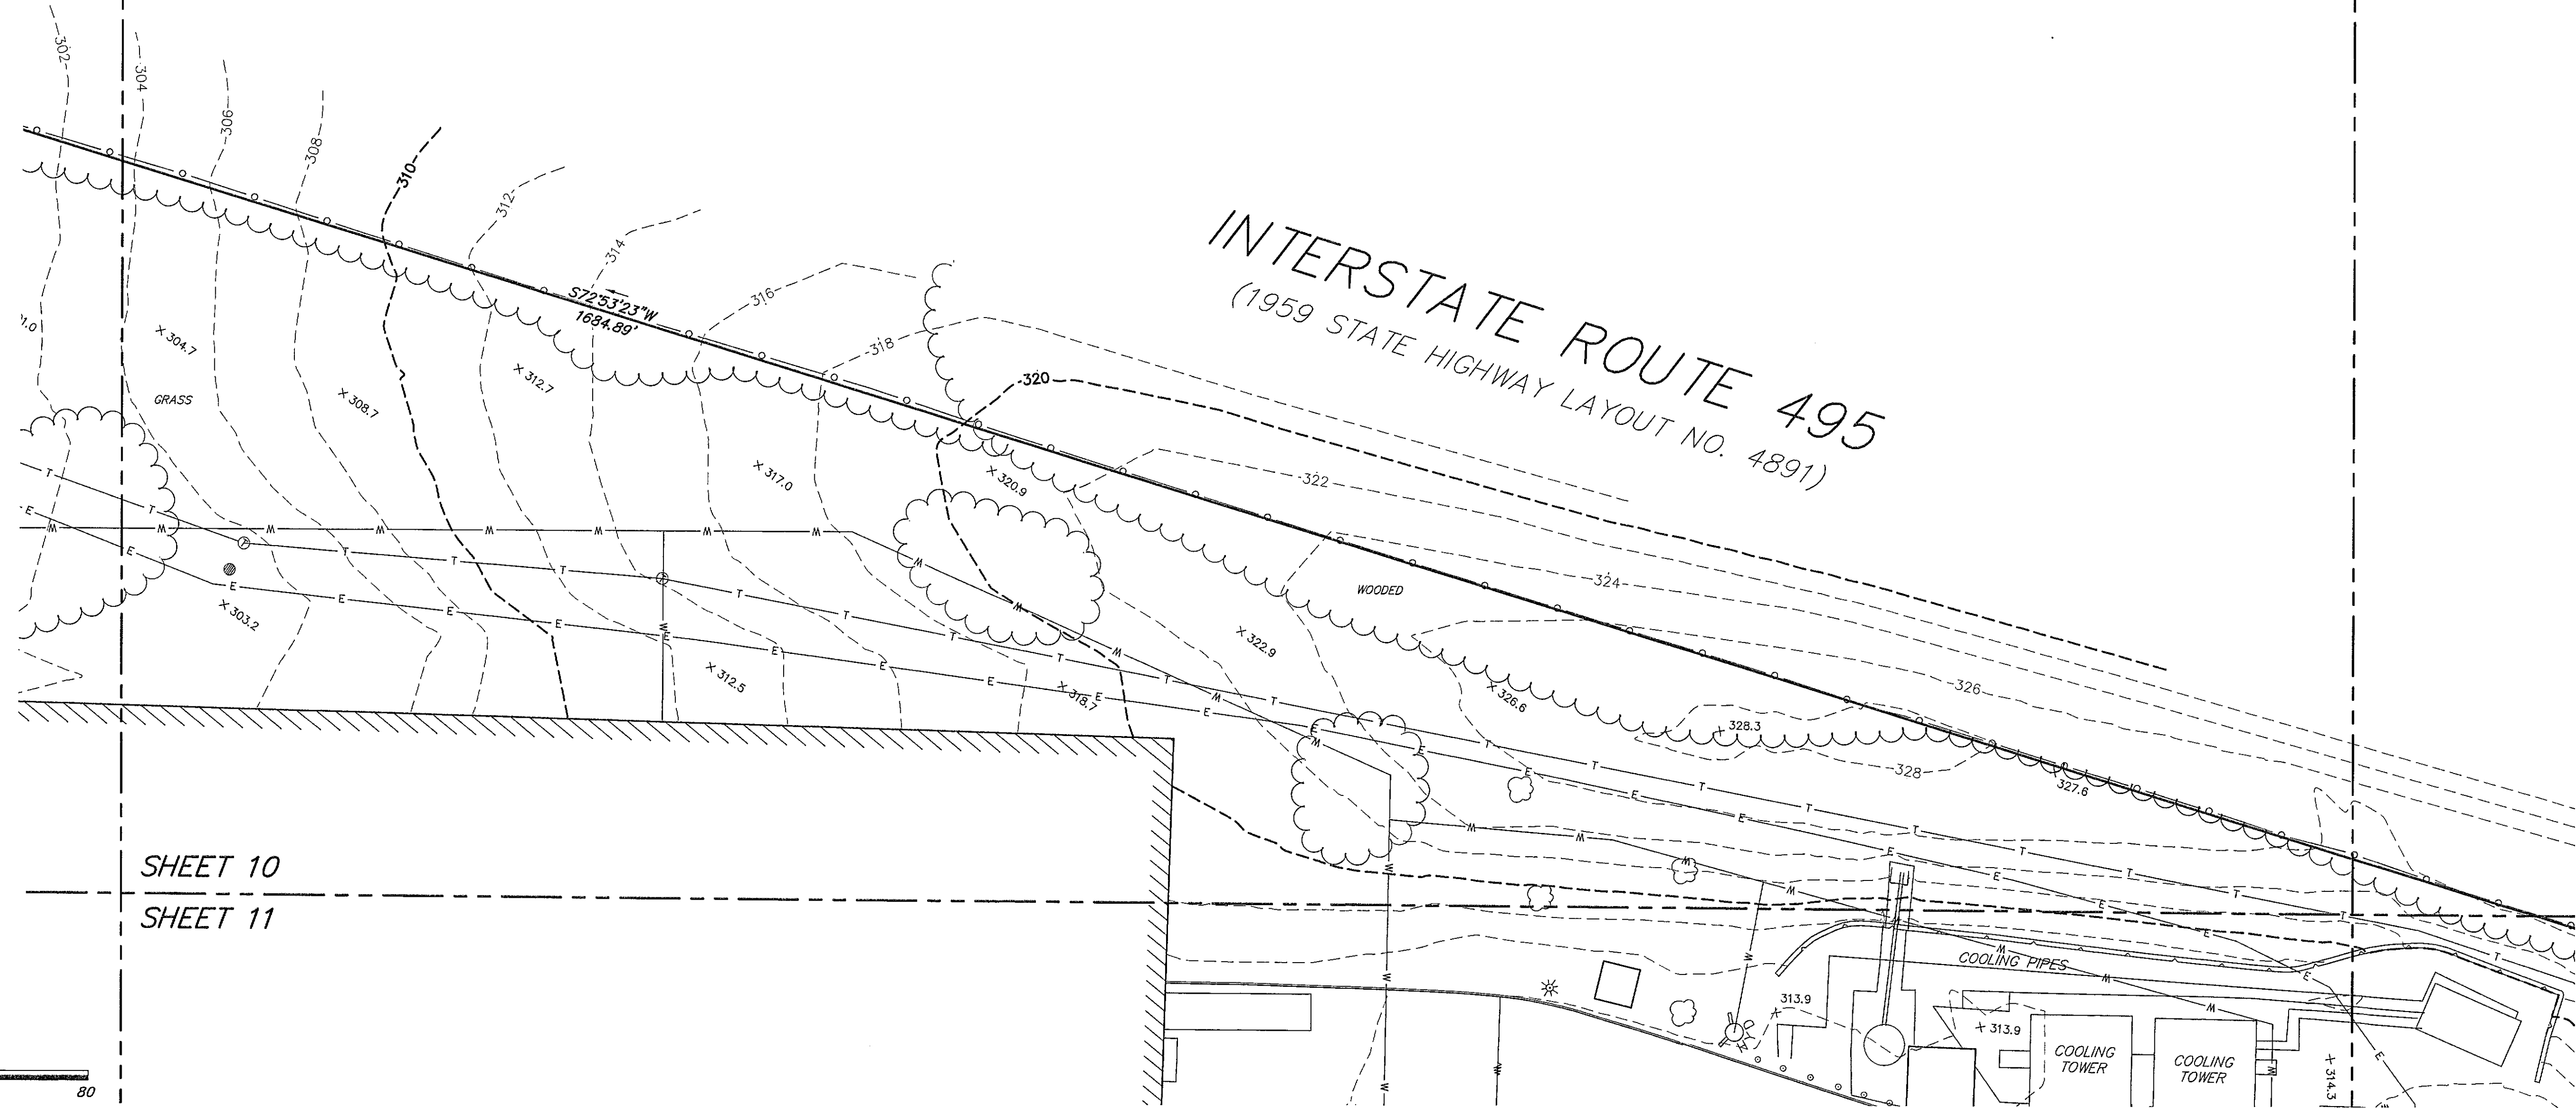 302
304
306
308
310
312
314
316
318
320
322
324
326
328
INTERSTATE ROUTE 495
(1959 STATE HIGHWAY LAYOUT NO. 4891)
S72°53'23"W
1684.89'
304.7
GRASS
308.7
312.7
317.0
320.9
WOODED
303.2
312.5
318.7
322.9
326.6
328.3
327.6
T T T T T T T T T T T T T T T T T T T
E E E E E E E E E E E E E E E E E E
W W W W W W W W W W W W W W W W
SHEET 10
SHEET 11
COOLING PIPES
313.9
313.9
COOLING
TOWER
COOLING
TOWER
314.3
80